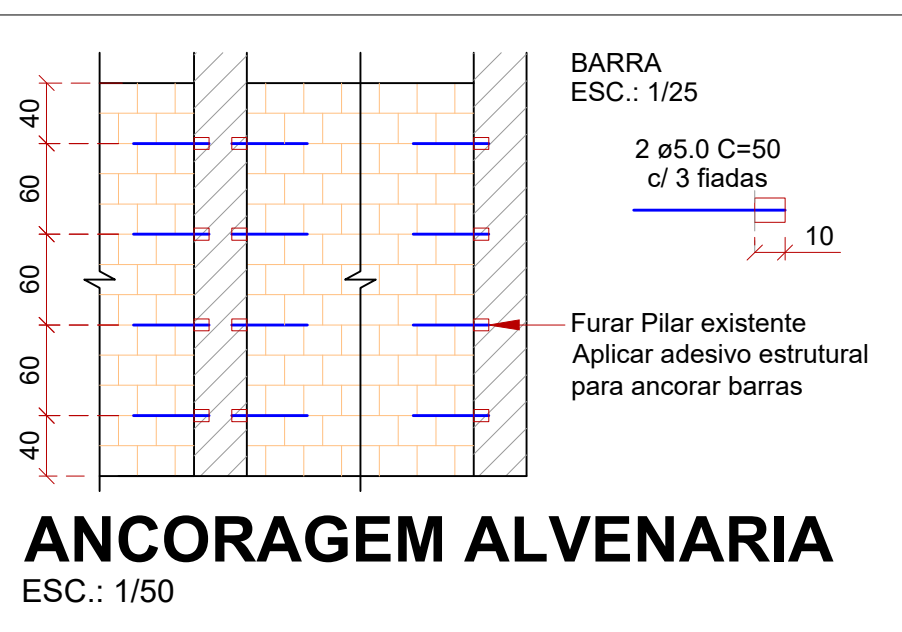 BARRA
ESC.: 1/25
2 ø5.0 C=50
c/ 3 fiadas
10
40
60
60
60
40
Furar Pilar existente
Aplicar adesivo estrutural
para ancorar barras
ANCORAGEM ALVENARIA
ESC.: 1/50